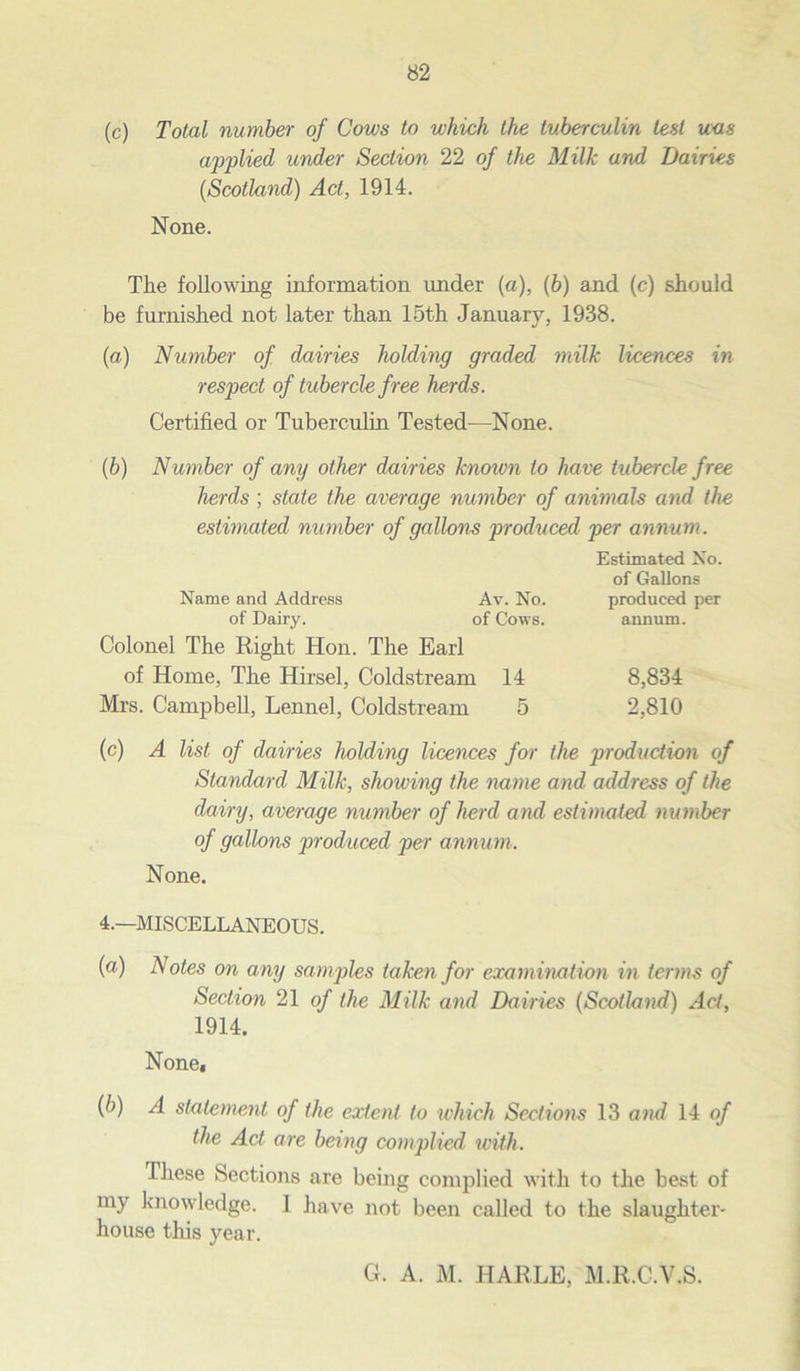 82
(c) Total number of Cows to which the tuberculin test was
applied under Section 22 of the Milk and Dairies
(Scotland) Act, 1914.
None.
The following information under (a), (b) and (c) should
be furnished not later than 15th January, 1938.
(a) Number of dairies holding graded milk licences in
respect of tubercle free herds.
Certified or Tuberculin Tested—None.
(b) Number of any other dairies known to have tubercle free
herds ; state the average number of animals and the
estimated number of gallons produced per annum.
Estimated No.
of Gallons
Name and Address Av. No. produced per
of Dairy. of Cows. annum.
Colonel The Right Hon. The Earl
of Home, The Hirsel, Coldstream 14 8,834
Mrs. Campbell, Lennel, Coldstream 5 2,810
(c) A list of dairies holding licences for the production of
Standard Milk, showing the name and address of the
dairy, average number of herd and estimated number
of gallons produced per annum.
None.
4.—MISCELLANEOUS.
(a) Notes on any samples taken for examination in terms of
Section 21 of the Milk and Dairies (Scotland) Act,
1914.
None.
(b) A statement of the extent to which Sections 13 and 14 of
the Act are being complied with.
These Sections are being complied with to the best of
my knowledge. I have not been called to the slaughter-
house this year.
G. A. M. HARLE, M.R.C.V.S.